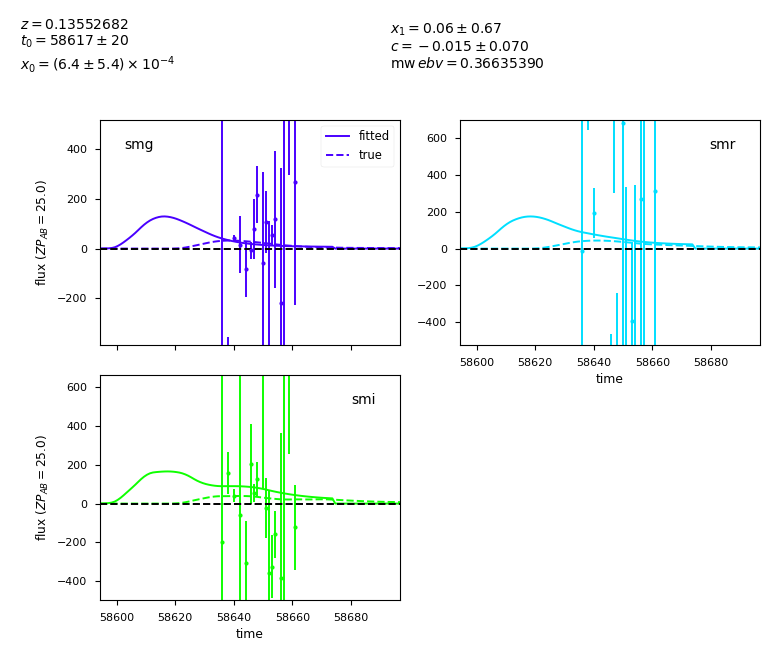 z = 0.13552682
t₀ = 58617 ± 20
x₀ = (6.4 ± 5.4) × 10⁻⁴
x₁ = 0.06 ± 0.67
c = −0.015 ± 0.070
mw ebv = 0.36635390
smg
fitted
true
400
200
0
−200
flux (ZP_AB = 25.0)
smr
600
400
200
0
−200
−400
58600 58620 58640 58660 58680
time
smi
600
400
200
0
−200
−400
flux (ZP_AB = 25.0)
58600 58620 58640 58660 58680
time